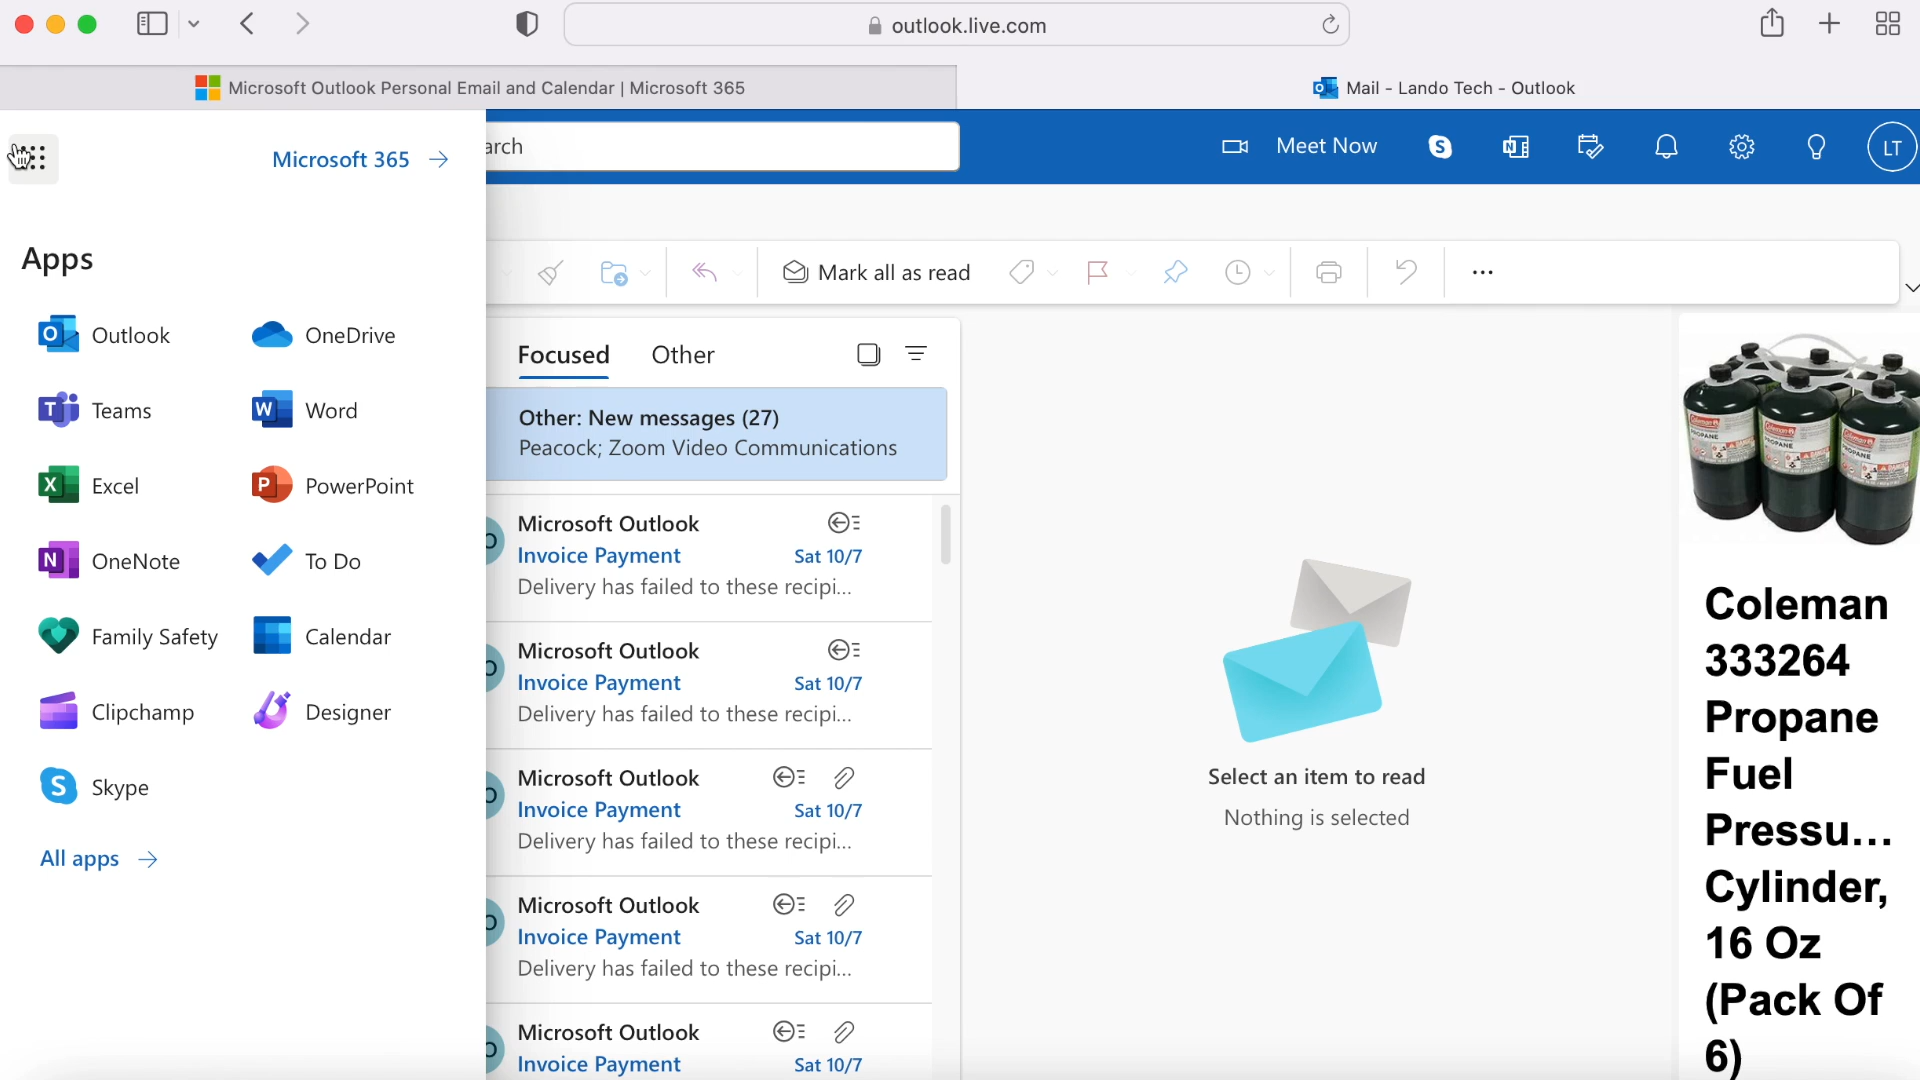 outlook.live.com
Microsoft Outlook Personal Email and Calendar | Microsoft 365
Mail - Lando Tech - Outlook
Microsoft 365
arch
Meet Now
LT
Apps
Outlook
OneDrive
Teams
Word
Excel
PowerPoint
OneNote
To Do
Family Safety
Calendar
Clipchamp
Designer
Skype
All apps
Mark all as read
Focused
Other
Other: New messages (27)
Peacock; Zoom Video Communications
Microsoft Outlook
Invoice Payment Sat 10/7
Delivery has failed to these recipi...
Microsoft Outlook
Invoice Payment Sat 10/7
Delivery has failed to these recipi...
Microsoft Outlook
Invoice Payment Sat 10/7
Delivery has failed to these recipi...
Microsoft Outlook
Invoice Payment Sat 10/7
Delivery has failed to these recipi...
Microsoft Outlook
Invoice Payment Sat 10/7
Select an item to read
Nothing is selected
Coleman
PROPANE
Coleman
PROPANE
Coleman
PROPANE
Coleman
333264
Propane
Fuel
Pressu...
Cylinder,
16 Oz
(Pack Of
6)